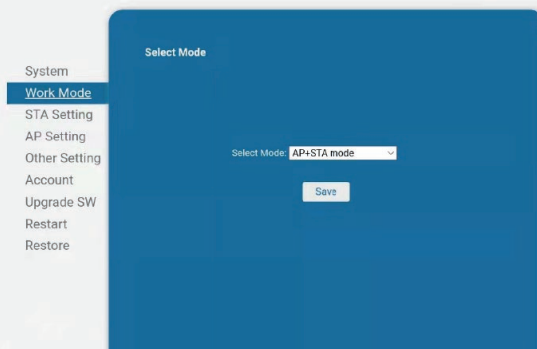 Select Mode
System
Work Mode
STA Setting
AP Setting
Other Setting
Account
Upgrade SW
Restart
Restore
Select Mode: AP+STA mode
Save